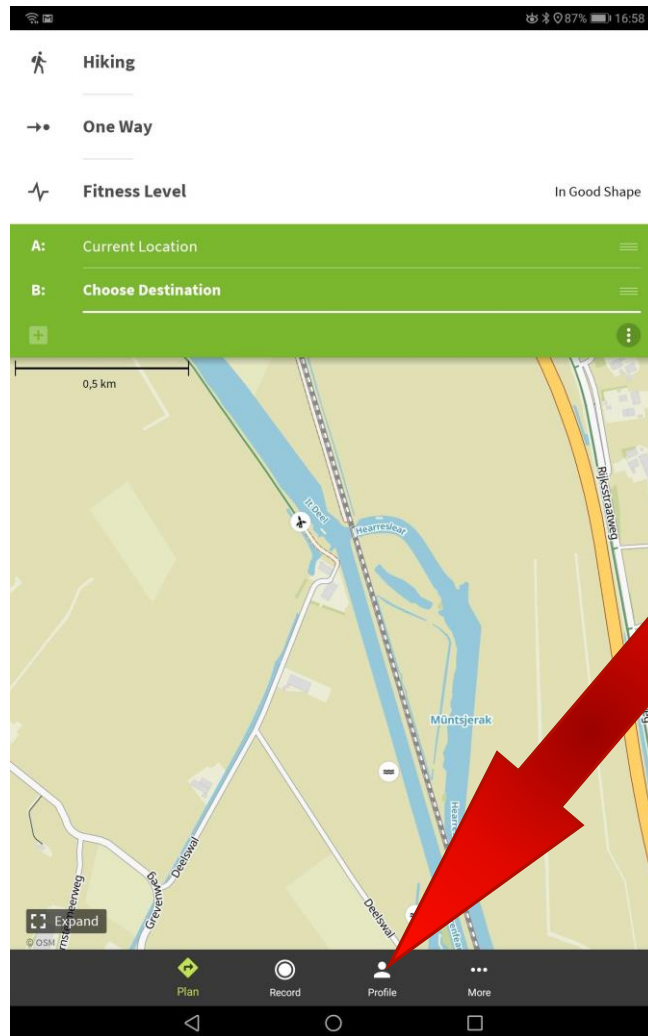 87% 16:58
Hiking
One Way
Fitness Level In Good Shape
A: Current Location
B: Choose Destination
0,5 km
Rijksstraatweg
It Deel
Hearresleat
Müntsjerak
Deelswal
Grevenweg
Deelswal
Expand
© OSM
Plan Record Profile More